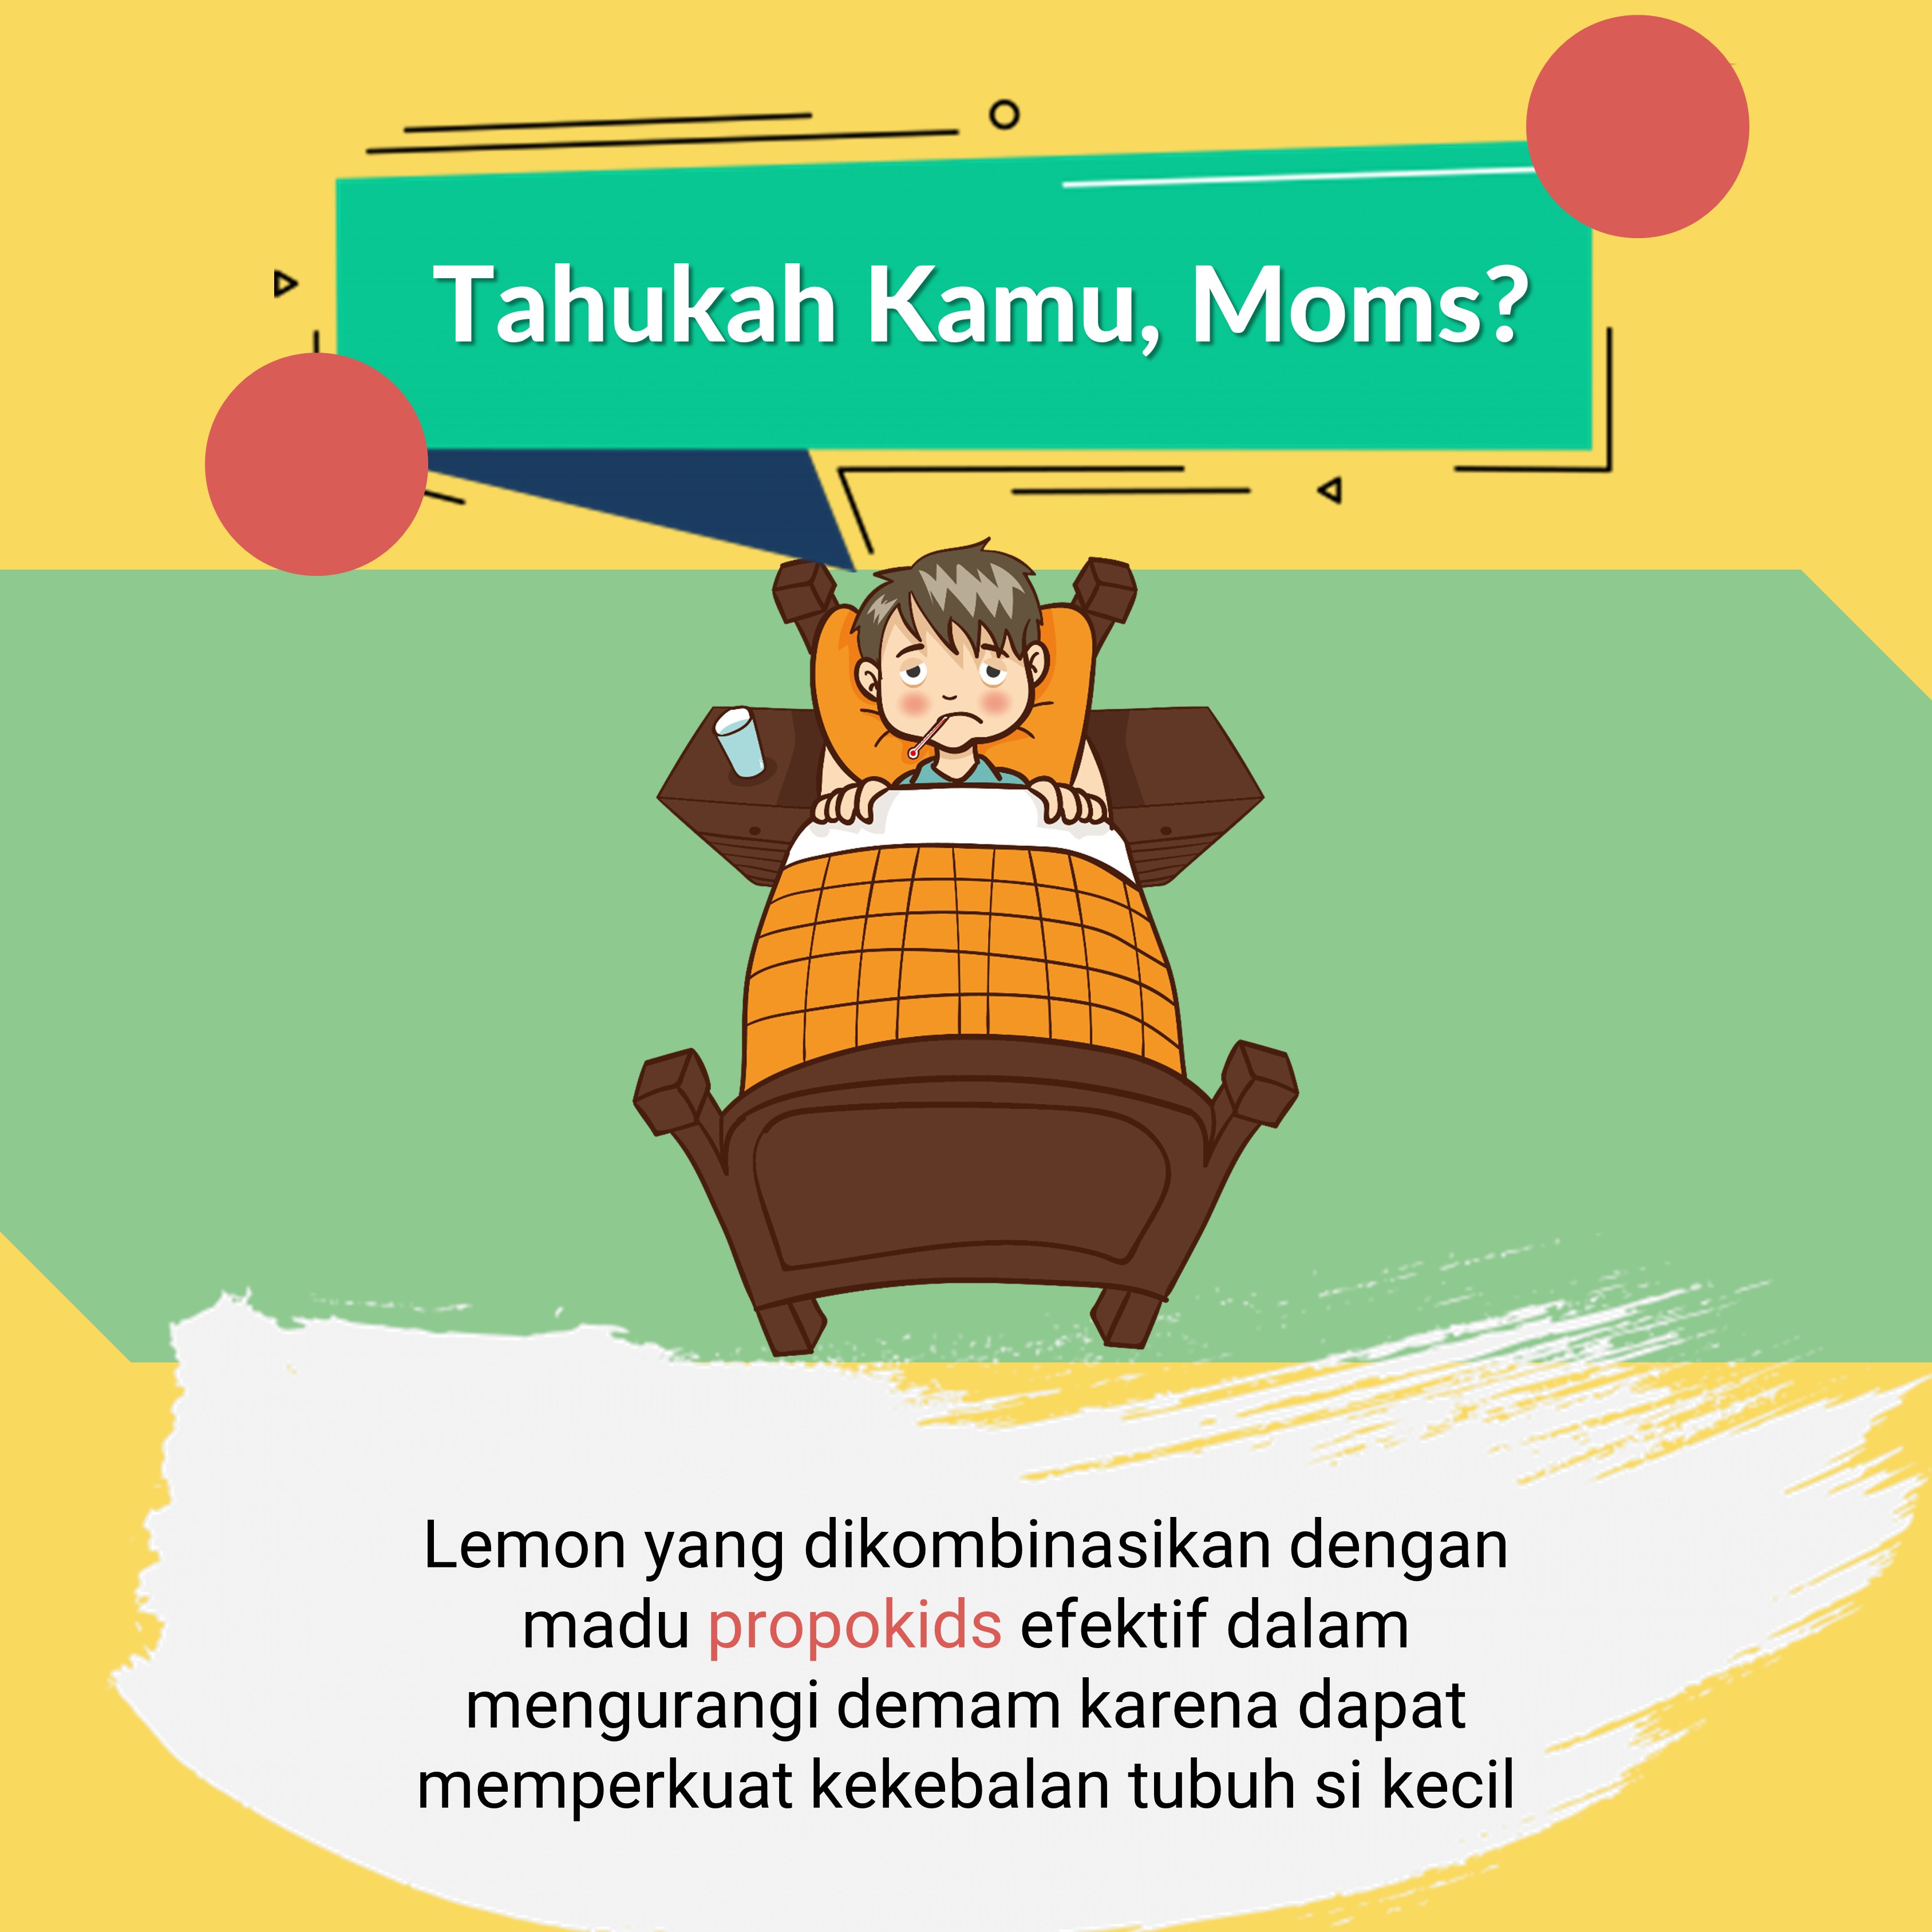 Tahukah Kamu, Moms?
Lemon yang dikombinasikan dengan
madu propokids efektif dalam
mengurangi demam karena dapat
memperkuat kekebalan tubuh si kecil